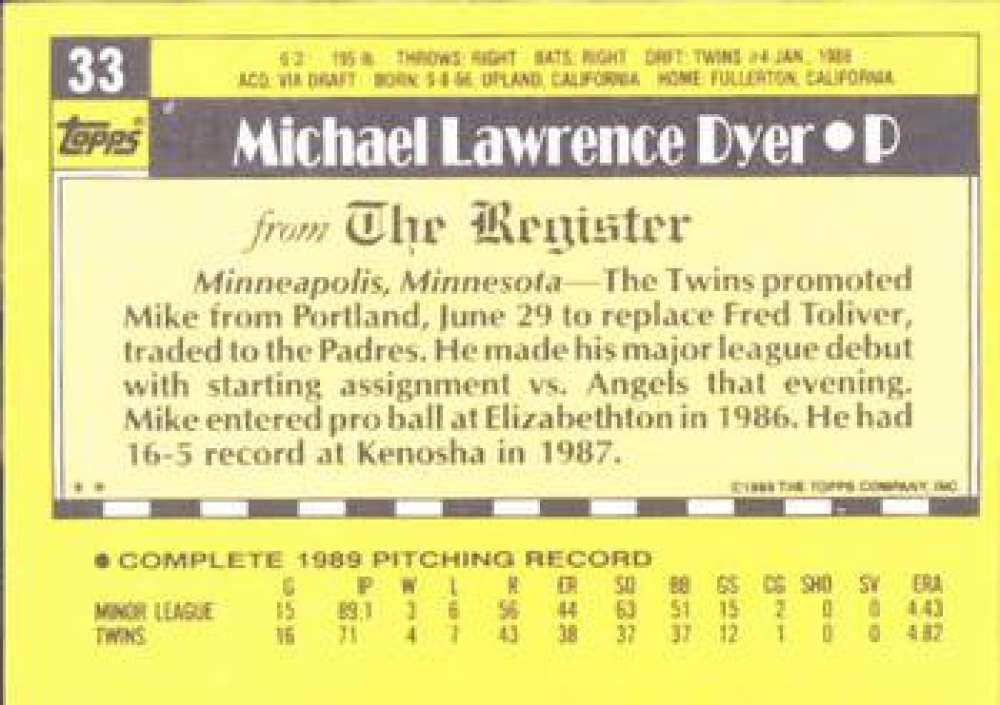 33
6'2" 195 lb. THROWS: RIGHT BATS: RIGHT DRFT: TWINS #4-JAN., 1986
ACQ: VIA DRAFT BORN: 9-8-66, UPLAND, CALIFORNIA HOME: FULLERTON, CALIFORNIA
Topps®
Michael Lawrence Dyer • P
from The Register
Minneapolis, Minnesota—The Twins promoted
Mike from Portland, June 29 to replace Fred Toliver,
traded to the Padres. He made his major league debut
with starting assignment vs. Angels that evening.
Mike entered pro ball at Elizabethton in 1986. He had
16-5 record at Kenosha in 1987.
* *
©1989 THE TOPPS COMPANY, INC.
• COMPLETE 1989 PITCHING RECORD
G IP W L R ER SO BB GS CG SHO SV ERA
MINOR LEAGUE 15 89.1 3 6 56 44 63 51 15 2 0 0 4.43
TWINS 16 71 4 7 43 38 37 37 12 1 0 0 4.82